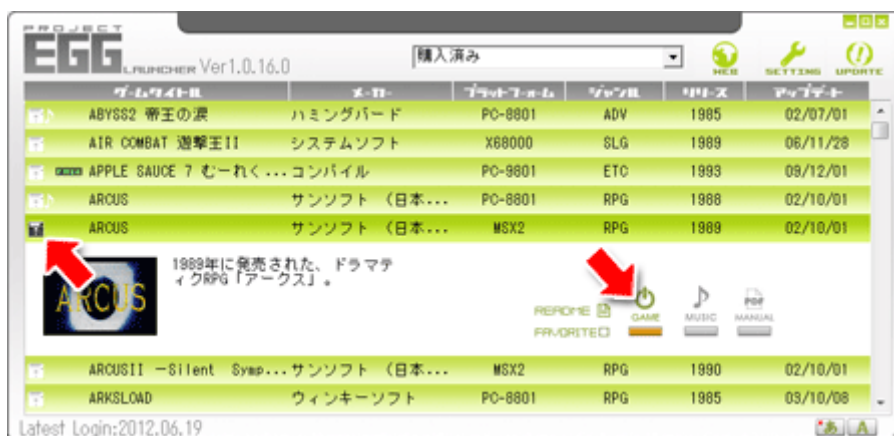 PROJECT
EGG LAUNCHER Ver1.0.16.0
購入済み
WEB SETTING UPDATE
ゲームタイトル メーカー プラットフォーム ジャンル リリース アップデート
ABYSS2 帝王の涙 ハミングバード PC-8801 ADV 1985 02/07/01
AIR COMBAT 遊撃王II システムソフト X68000 SLG 1989 06/11/28
APPLE SAUCE 7 むーれく... コンパイル PC-9801 ETC 1993 09/12/01
ARCUS サンソフト (日本... PC-8801 RPG 1988 02/10/01
ARCUS サンソフト (日本... MSX2 RPG 1989 02/10/01
ARCUS
1989年に発売された、ドラマテ
ィクRPG「アークス」。
README
FAVORITE
GAME MUSIC PDF MANUAL
ARCUSII -Silent Symp... サンソフト (日本... MSX2 RPG 1990 02/10/01
ARKSLOAD ウィンキーソフト PC-8801 RPG 1985 03/10/08
Latest Login:2012.06.19
あ A